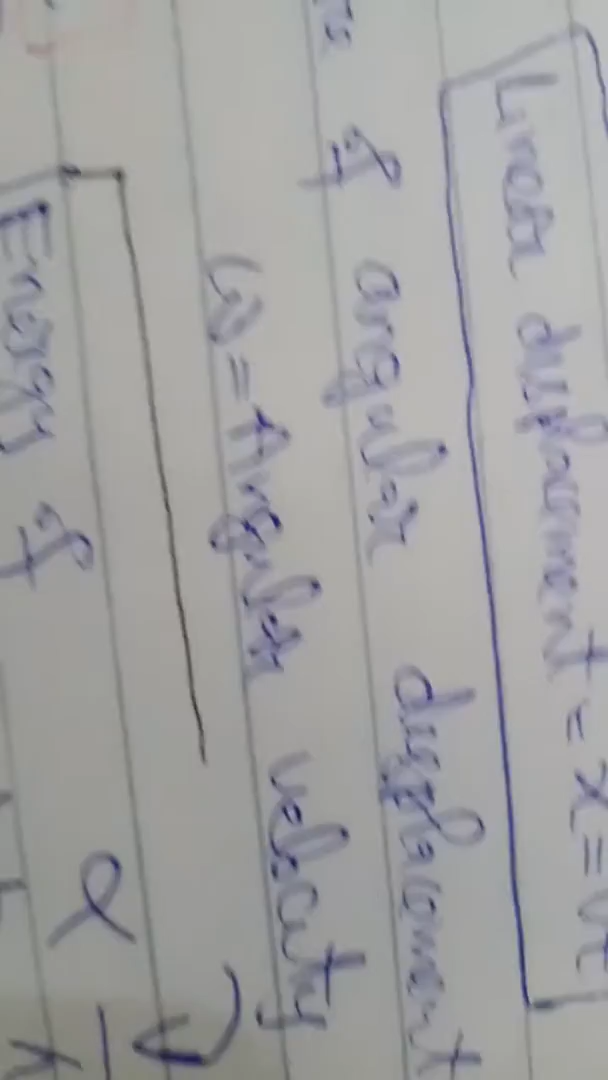 Linear displacement = x = vt
of angular displacement
ω = Angular velocity
Energy of
α